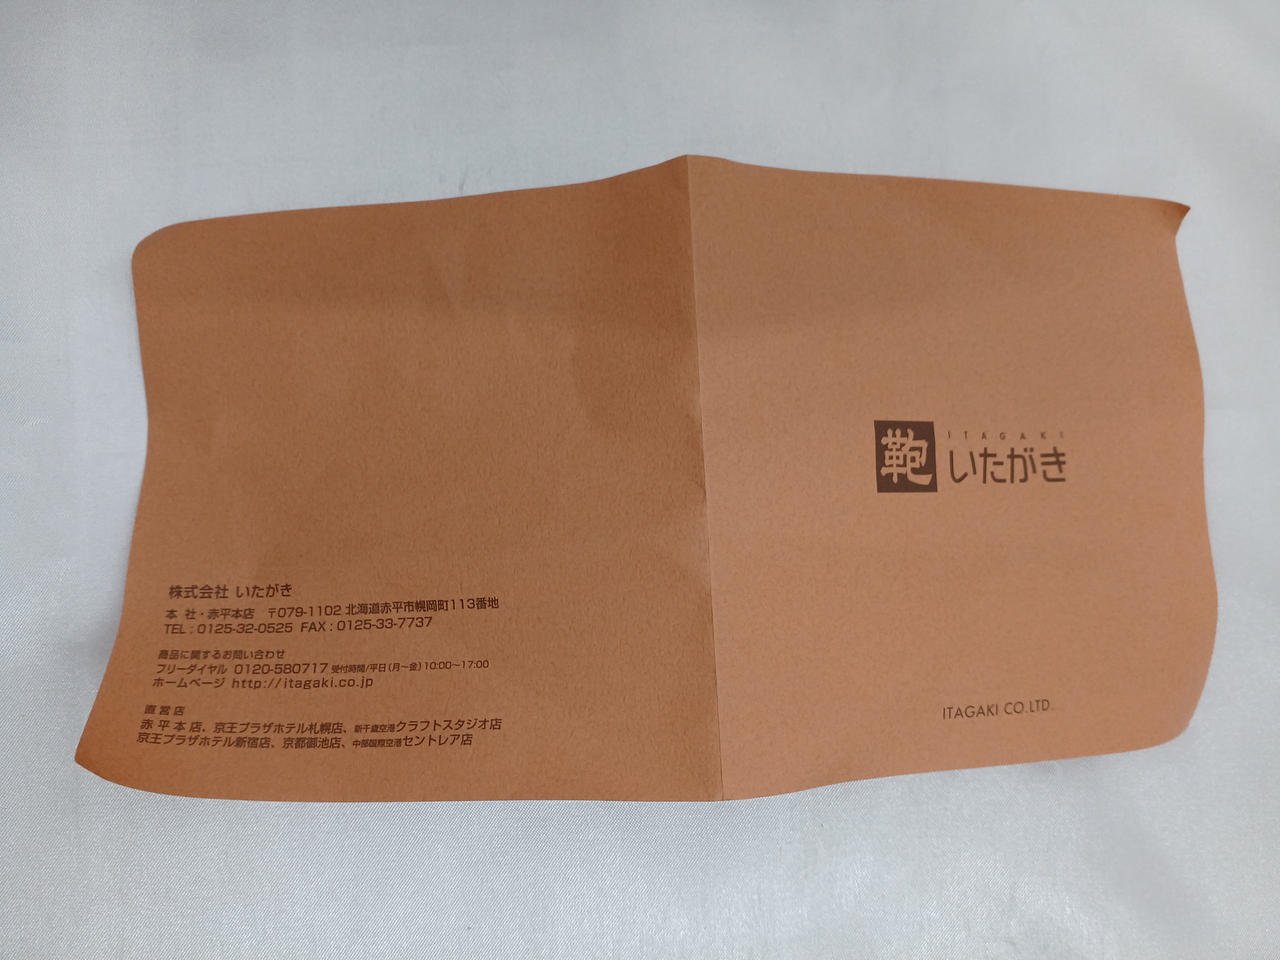 株式会社 いたがき
本 社・赤平本店 〒079-1102 北海道赤平市幌岡町113番地
TEL : 0125-32-0525 FAX : 0125-33-7737
商品に関するお問い合わせ
フリーダイヤル 0120-580717 受付時間/平日(月〜金)10:00〜17:00
ホームページ http://itagaki.co.jp
直営店
赤平本店、京王プラザホテル札幌店、新千歳空港クラフトスタジオ店
京王プラザホテル新宿店、京都御池店、中部国際空港セントレア店
鞄
ITAGAKI
いたがき
ITAGAKI CO.LTD.